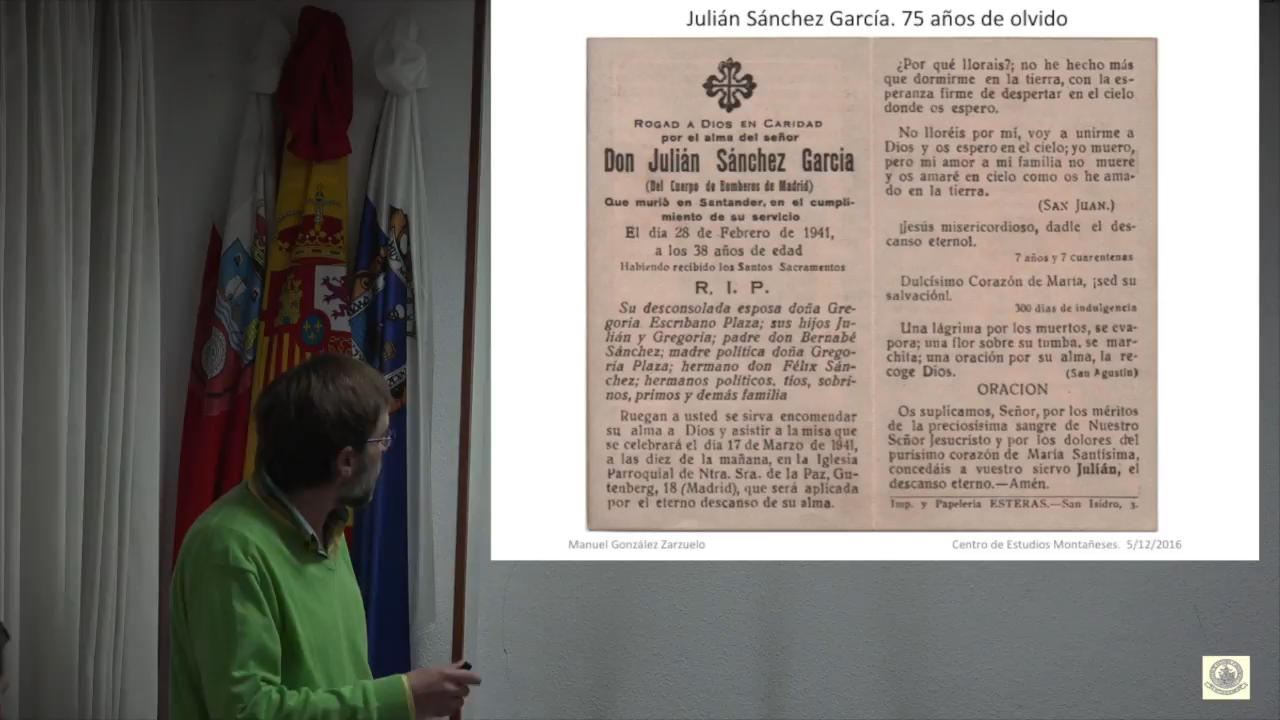 Julián Sánchez García. 75 años de olvido
ROGAD A DIOS EN CARIDAD
por el alma del señor
Don Julián Sánchez Garcia
(Del Cuerpo de Bomberos de Madrid)
Que murió en Santander, en el cumpli-
miento de su servicio
El día 28 de Febrero de 1941,
a los 38 años de edad
Habiendo recibido los Santos Sacramentos
R. I. P.
Su desconsolada esposa doña Gre-
goria Escribano Plaza; sus hijos Ju-
lián y Gregoria; padre don Bernabé
Sánchez; madre política doña Grego-
ria Plaza; hermano don Félix Sán-
chez; hermanos políticos, tíos, sobri-
nos, primos y demás familia
Ruegan a usted se sirva encomendar
su alma a Dios y asistir a la misa que
se celebrará el día 17 de Marzo de 1941,
a las diez de la mañana, en la Iglesia
Parroquial de Ntra. Sra. de la Paz, Gu-
tenberg, 18 (Madrid), que será aplicada
por el eterno descanso de su alma.
¿Por qué llorais?; no he hecho más
que dormirme en la tierra, con la es-
peranza firme de despertar en el cielo
donde os espero.
No lloréis por mí, voy a unirme a
Dios y os espero en el cielo; yo muero,
pero mi amor a mi familia no muere
y os amaré en cielo como os he ama-
do en la tierra.
(SAN JUAN.)
¡Jesús misericordioso, dadle el des-
canso eterno!.
7 años y 7 cuarentenas
Dulcísimo Corazón de María, ¡sed su
salvación!.
300 días de indulgencia
Una lágrima por los muertos, se eva-
pora; una flor sobre su tumba, se mar-
chita; una oración por su alma, la re-
coge Dios. (San Agustín)
ORACION
Os suplicamos, Señor, por los méritos
de la preciosísima sangre de Nuestro
Señor Jesucristo y por los dolores del
purísimo corazón de María Santísima,
concedáis a vuestro siervo Julián, el
descanso eterno.—Amén.
Imp. y Papelería ESTERAS.—San Isidro, 3.
Manuel González Zarzuelo
Centro de Estudios Montañeses. 5/12/2016